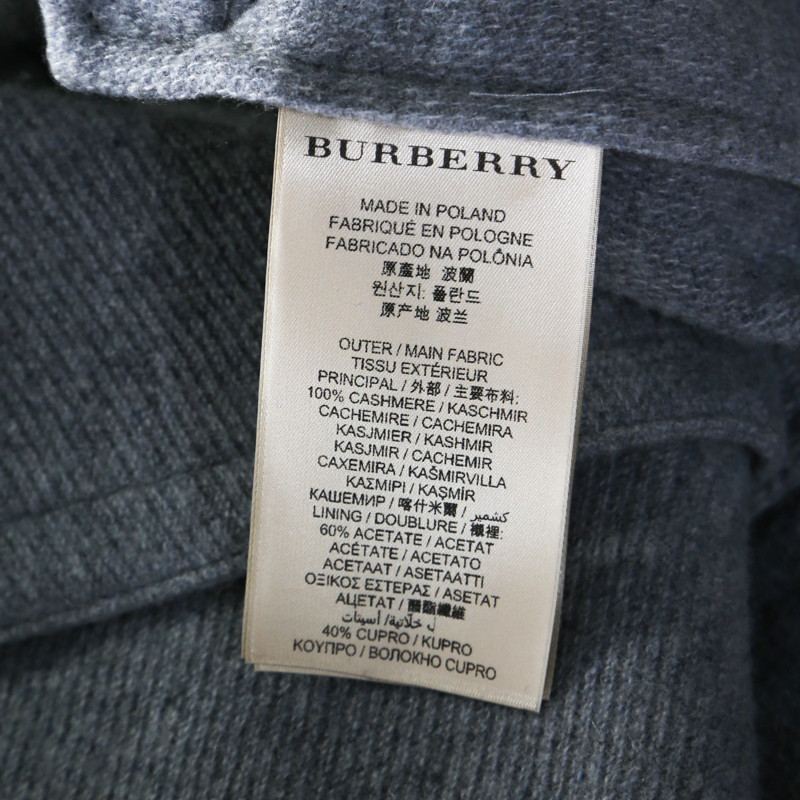 BURBERRY
MADE IN POLAND
FABRIQUÉ EN POLOGNE
FABRICADO NA POLÔNIA
原產地 波蘭
원산지: 폴란드
原产地 波兰
OUTER / MAIN FABRIC
TISSU EXTÉRIEUR
PRINCIPAL / 外部 / 主要布料:
100% CASHMERE / KASCHMIR
CACHEMIRE / CACHEMIRA
KASJMIER / KASHMIR
KASJMIR / CACHEMIR
CAXEMIRA / KAŠMIRVILLA
ΚΑΣΜΙΡΙ / KAŞMİR
КАШЕМИР / 喀什米爾 / كشمير
LINING / DOUBLURE / 襯裡:
60% ACETATE / ACETAT
ACÉTATE / ACETATO
ACETAAT / ASETAATTI
ΟΞΙΚΟΣ ΕΣΤΕΡΑΣ / ASETAT
АЦЕТАТ / 醋酯纖維
خلاتية/ أسيتات
40% CUPRO / KUPRO
ΚΟΥΠΡΟ / ВОЛОКНО CUPRO